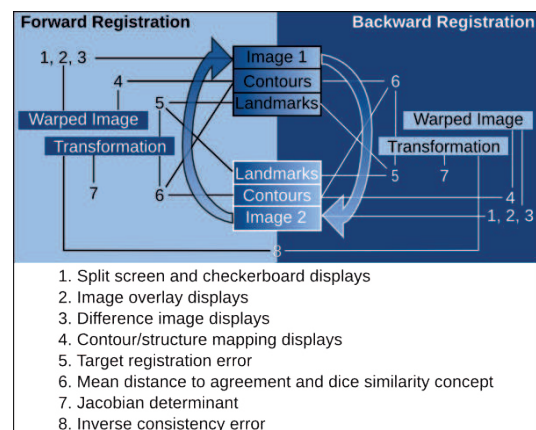 Forward Registration
Backward Registration
1, 2, 3
Image 1
4
Contours
6
5
Landmarks
Warped Image
Warped Image
Transformation
Transformation
7
6
Landmarks
5
7
Contours
4
Image 2
1, 2, 3
8
1. Split screen and checkerboard displays
2. Image overlay displays
3. Difference image displays
4. Contour/structure mapping displays
5. Target registration error
6. Mean distance to agreement and dice similarity concept
7. Jacobian determinant
8. Inverse consistency error